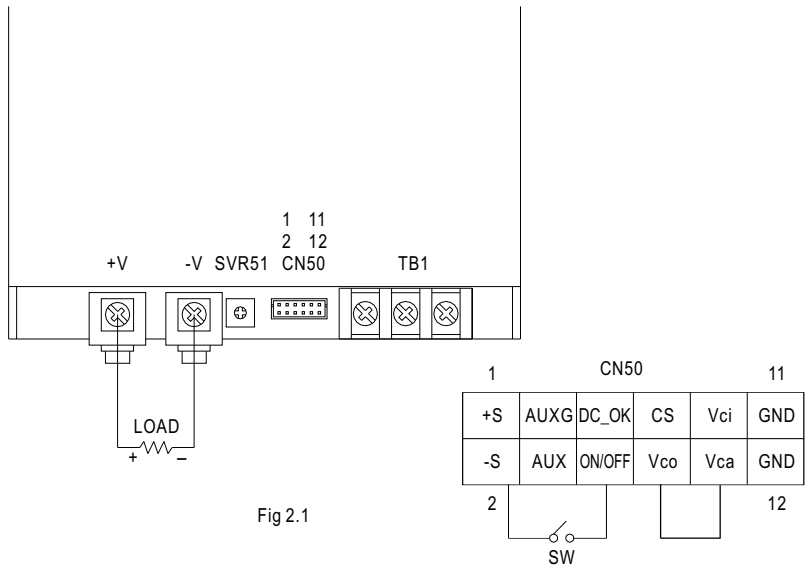 1 11
2 12
+V -V SVR51 CN50 TB1
LOAD
+ –
Fig 2.1
1 CN50 11
+S AUXG DC_OK CS Vci GND
-S AUX ON/OFF Vco Vca GND
2 12
SW